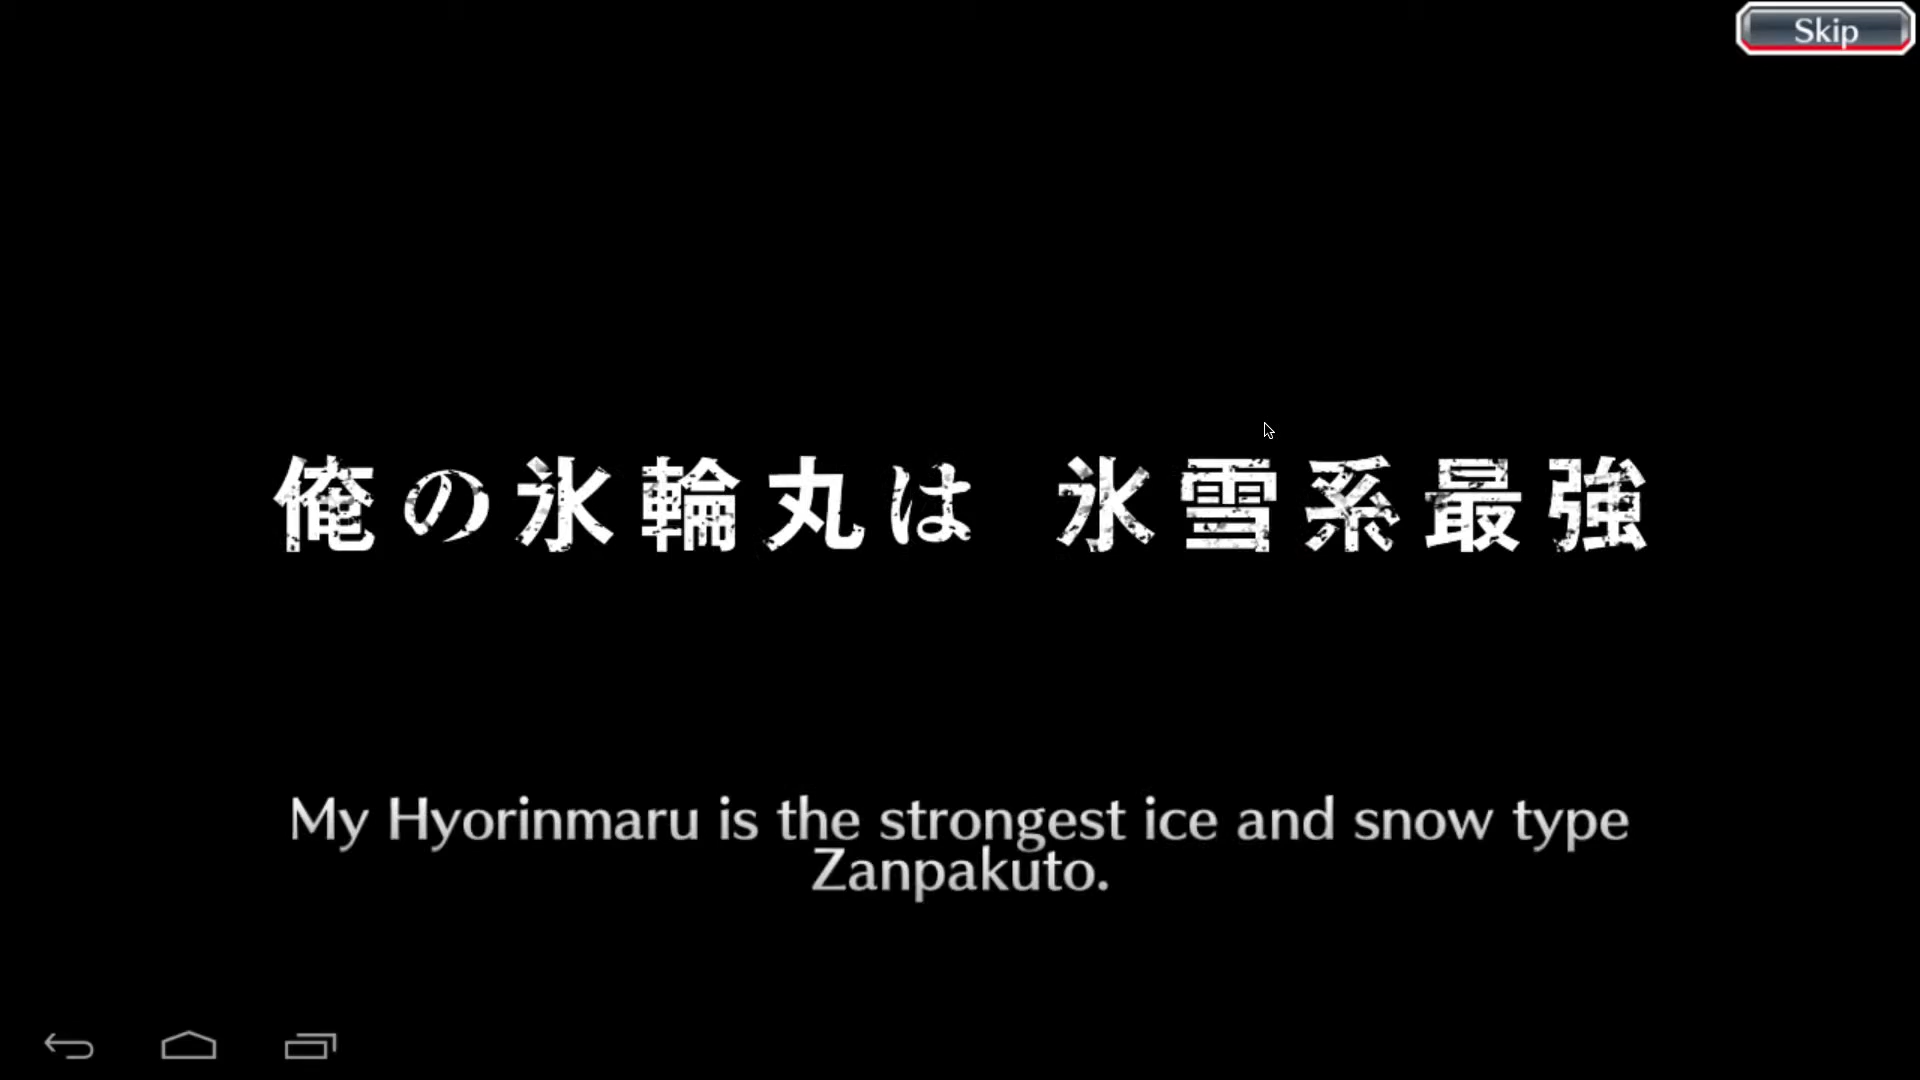 Skip
俺の氷輪丸は 氷雪系最強
My Hyorinmaru is the strongest ice and snow type
Zanpakuto.